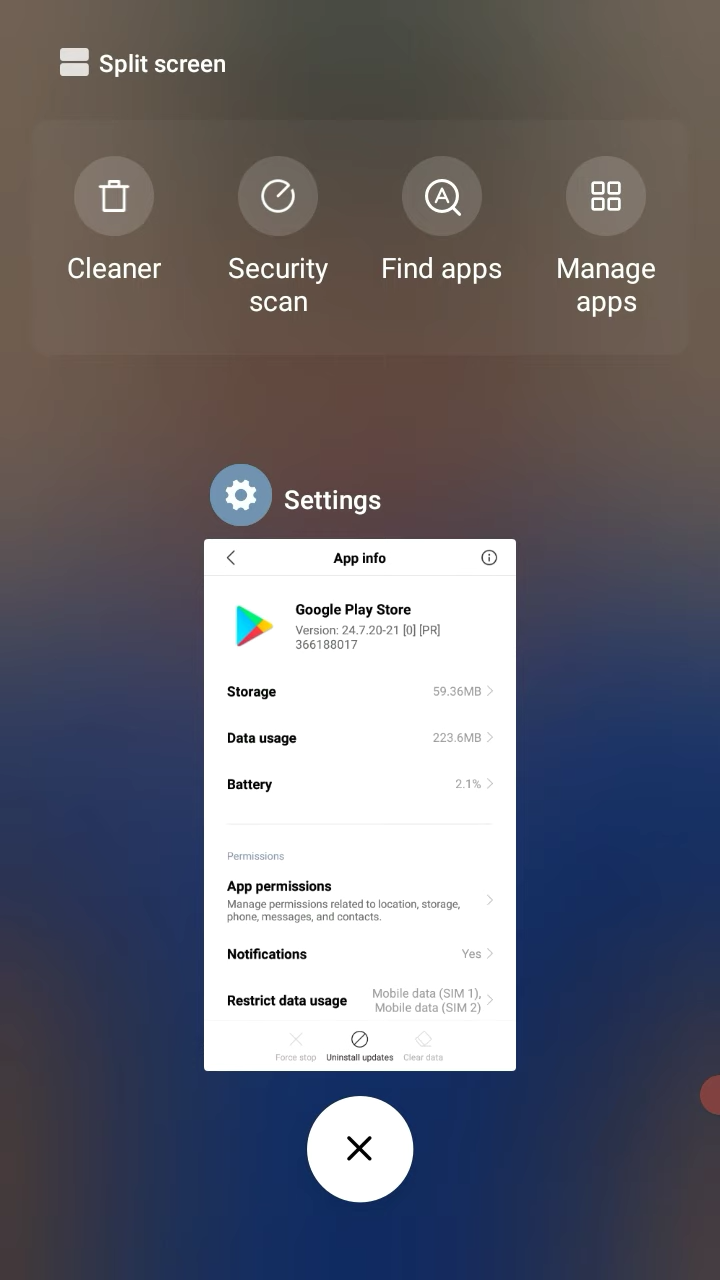 Split screen
Cleaner
Security
scan
Find apps
Manage
apps
Settings
App info
Google Play Store
Version: 24.7.20-21 [0] [PR]
366188017
Storage 59.36MB
Data usage 223.6MB
Battery 2.1%
Permissions
App permissions
Manage permissions related to location, storage,
phone, messages, and contacts.
Notifications Yes
Restrict data usage Mobile data (SIM 1),
Mobile data (SIM 2)
Force stop
Uninstall updates
Clear data